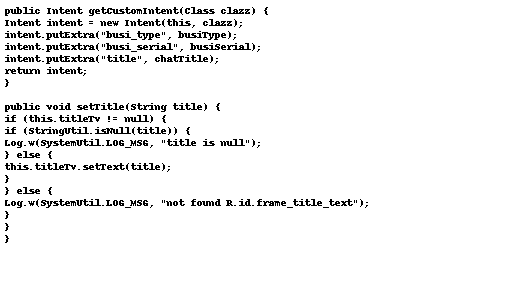 public Intent getCustomIntent(Class clazz) {
Intent intent = new Intent(this, clazz);
intent.putExtra("busi_type", busiType);
intent.putExtra("busi_serial", busiSerial);
intent.putExtra("title", chatTitle);
return intent;
}

public void setTitle(String title) {
if (this.titleTv != null) {
if (StringUtil.isNull(title)) {
Log.w(SystemUtil.LOG_MSG, "title is null");
} else {
this.titleTv.setText(title);
}
} else {
Log.w(SystemUtil.LOG_MSG, "not found R.id.frame_title_text");
}
}
}